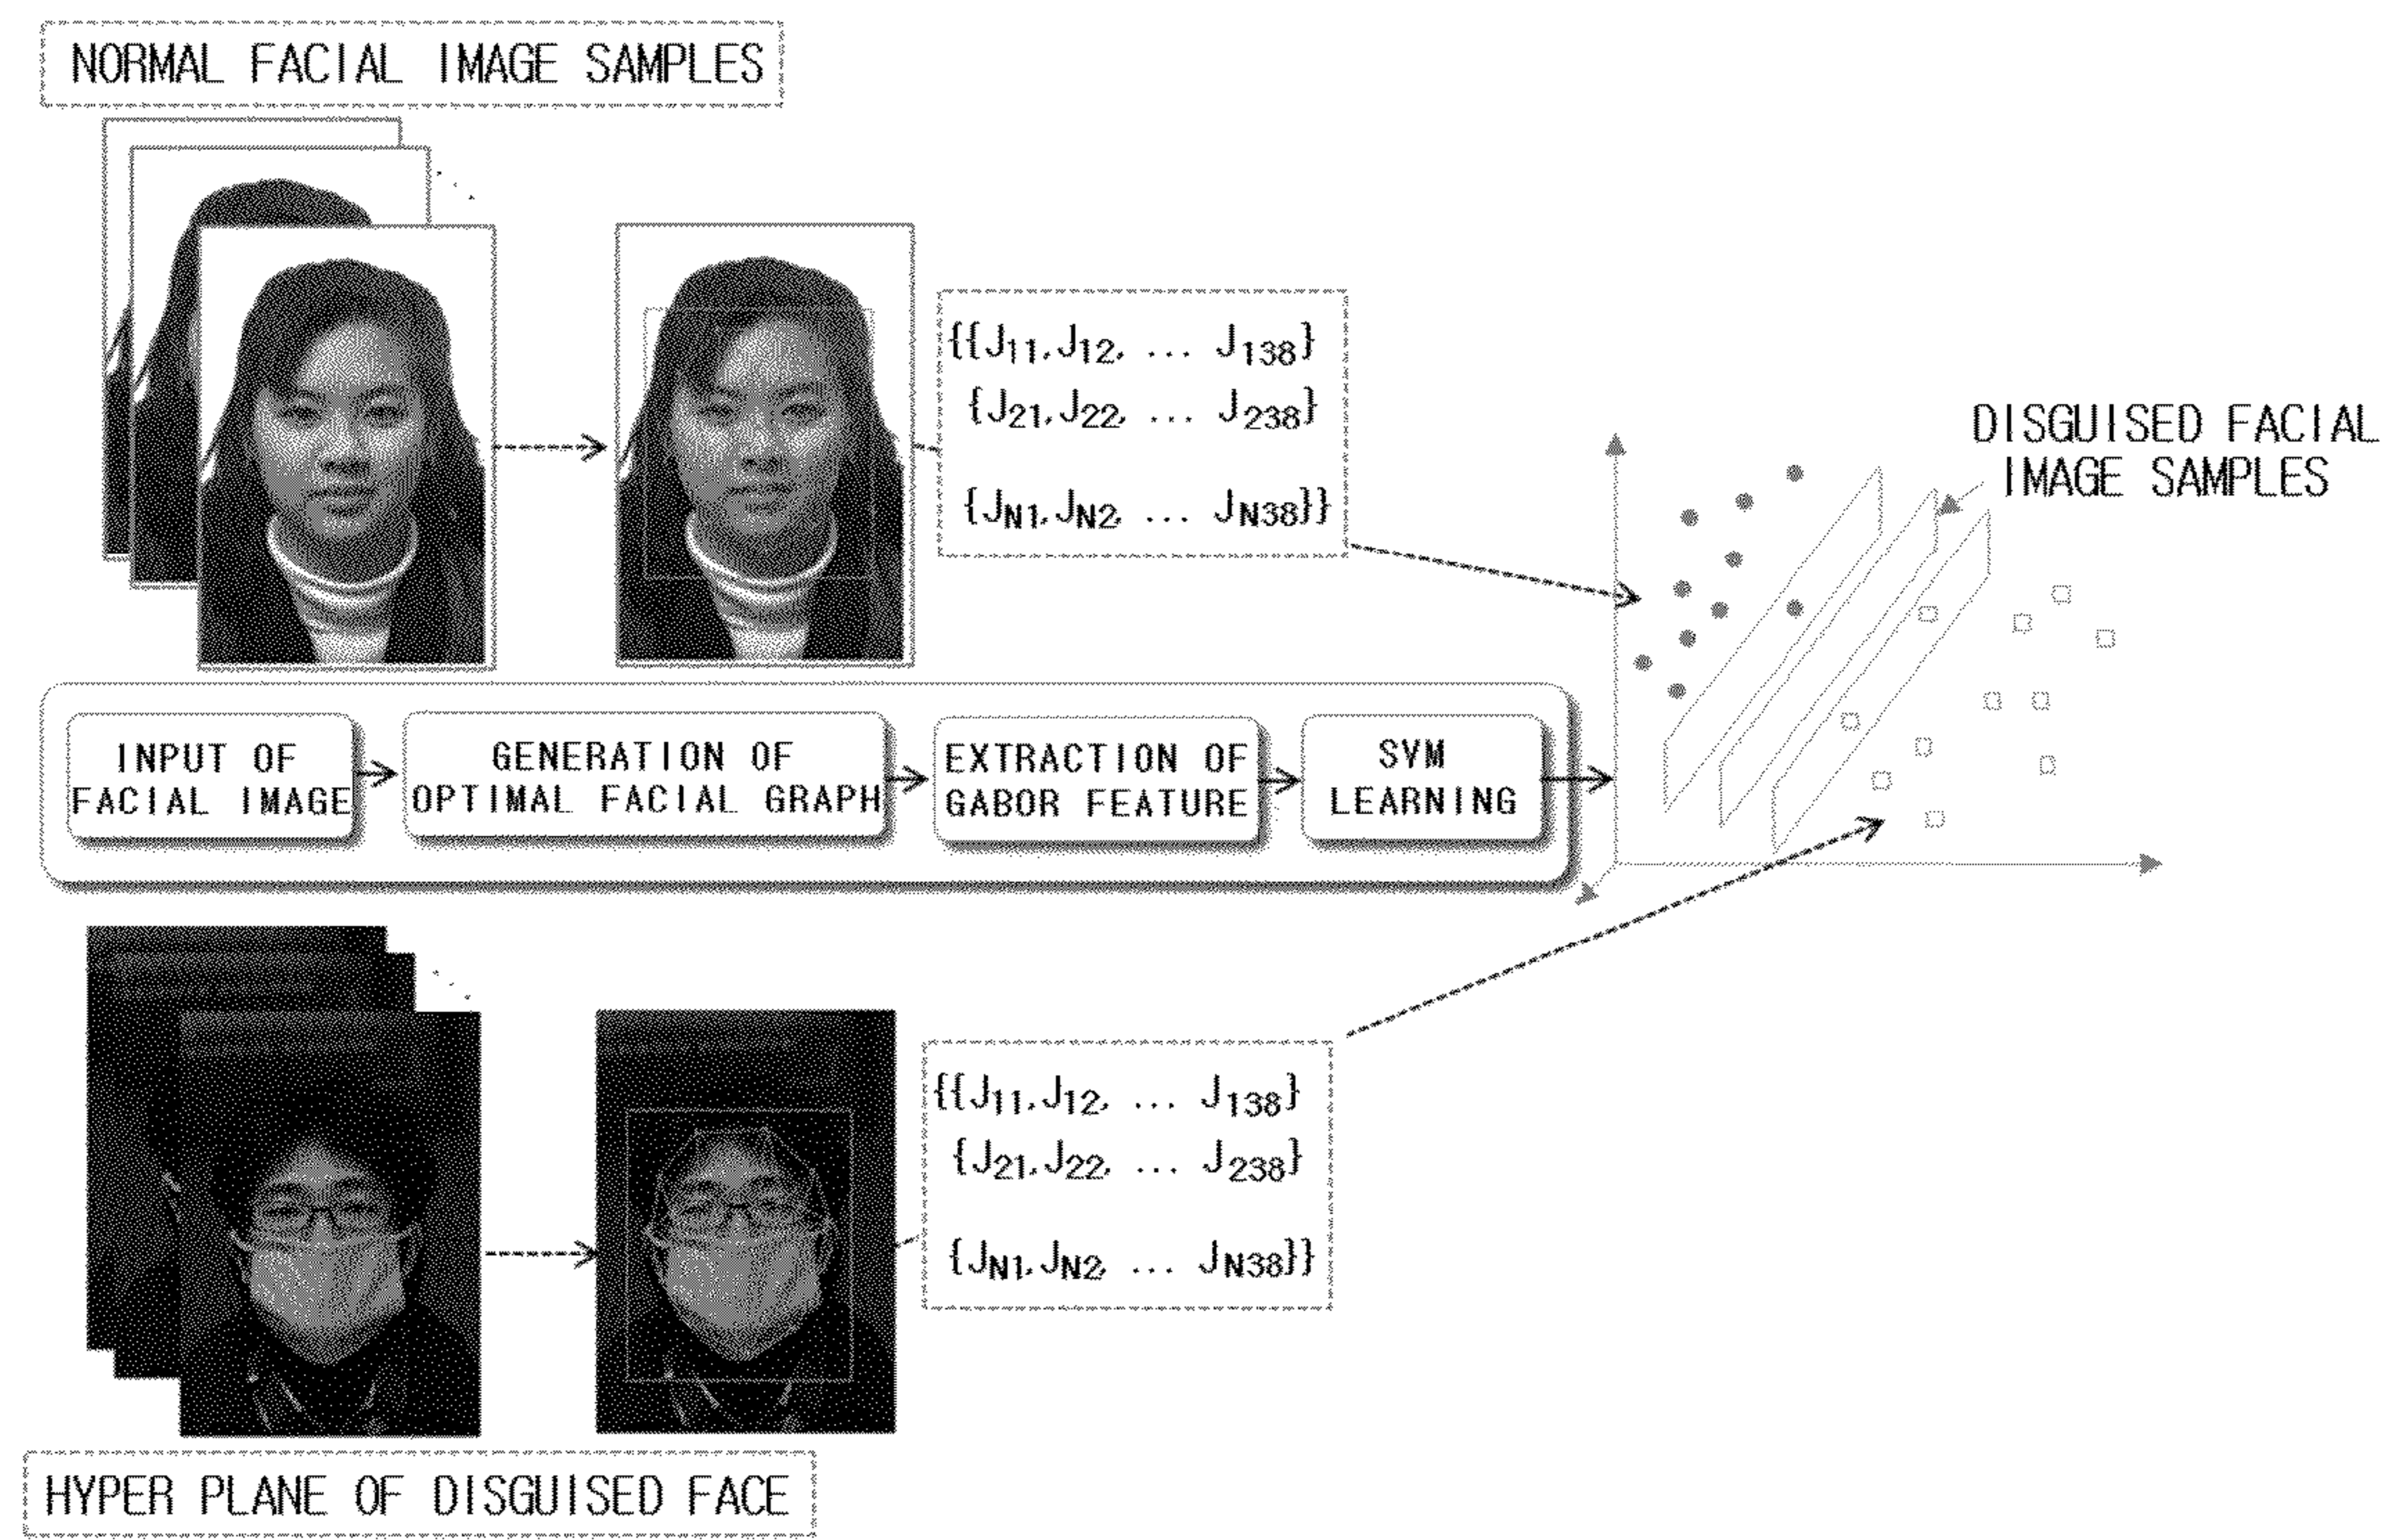 NORMAL FACIAL IMAGE SAMPLES
{{J11,J12, ... J138}
{J21,J22, ... J238}
{JN1,JN2, ... JN38}}
DISGUISED FACIAL
IMAGE SAMPLES
INPUT OF
FACIAL IMAGE
GENERATION OF
OPTIMAL FACIAL GRAPH
EXTRACTION OF
GABOR FEATURE
SVM
LEARNING
{{J11,J12, ... J138}
{J21,J22, ... J238}
{JN1,JN2, ... JN38}}
HYPER PLANE OF DISGUISED FACE